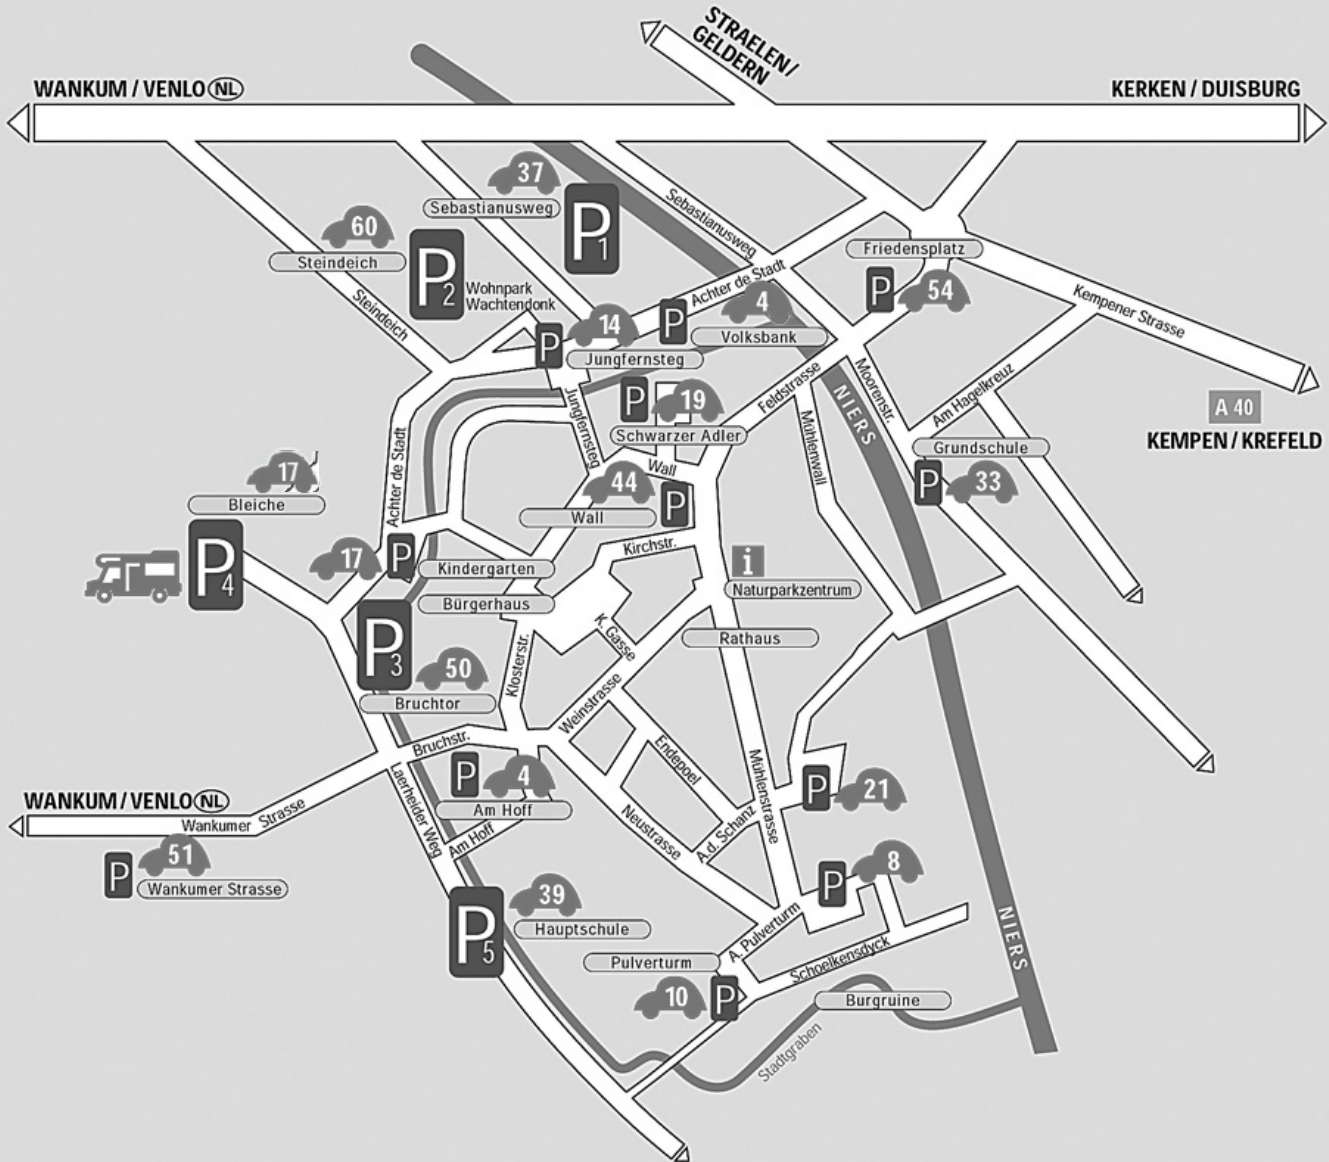 STRAELEN/
GELDERN
WANKUM / VENLO NL
KERKEN / DUISBURG
37
Sebastianusweg
P1
Sebastianusweg
60
Steindeich
P2
Wohnpark
Wachtendonk
Steindeich
Friedensplatz
P
54
Achter de Stadt
4
P
Volksbank
Kempener Strasse
14
P
Jungfernsteg
A 40
KEMPEN / KREFELD
Jungfernsteg
P
19
Schwarzer Adler
Feldstrasse
NIERS
Moorenstr.
Am Hagelkreuz
Mühlenwall
Grundschule
P
33
Achter de Stadt
17
Bleiche
P4
Wall
44
Wall
P
Kirchstr.
17
P
Kindergarten
Bürgerhaus
i
Naturparkzentrum
Rathaus
P3
50
Bruchtor
Klosterstr.
K. Gasse
Weinstrasse
Bruchstr.
Endepoel
Mühlenstrasse
P
4
Am Hoff
P
21
WANKUM / VENLO NL
Wankumer Strasse
P
51
Wankumer Strasse
Laerheider Weg
Am Hoff
Neustrasse
A.d. Schanz
P
8
P5
39
Hauptschule
A. Pulverturm
Schoelkensdyck
NIERS
Pulverturm
10
P
Burgruine
Stadtgraben